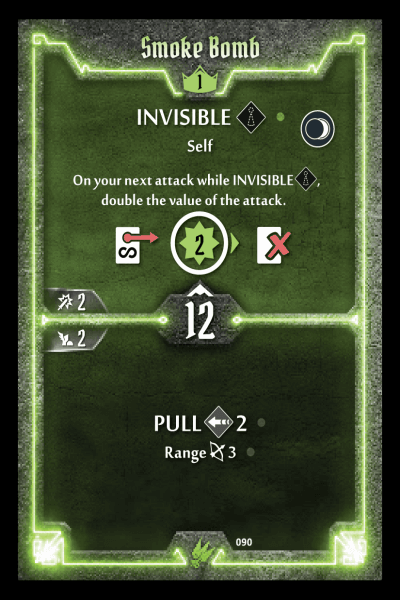 Smoke Bomb
1
INVISIBLE
Self
On your next attack while INVISIBLE ,
double the value of the attack.
2
2
12
2
PULL 2
Range 3
090